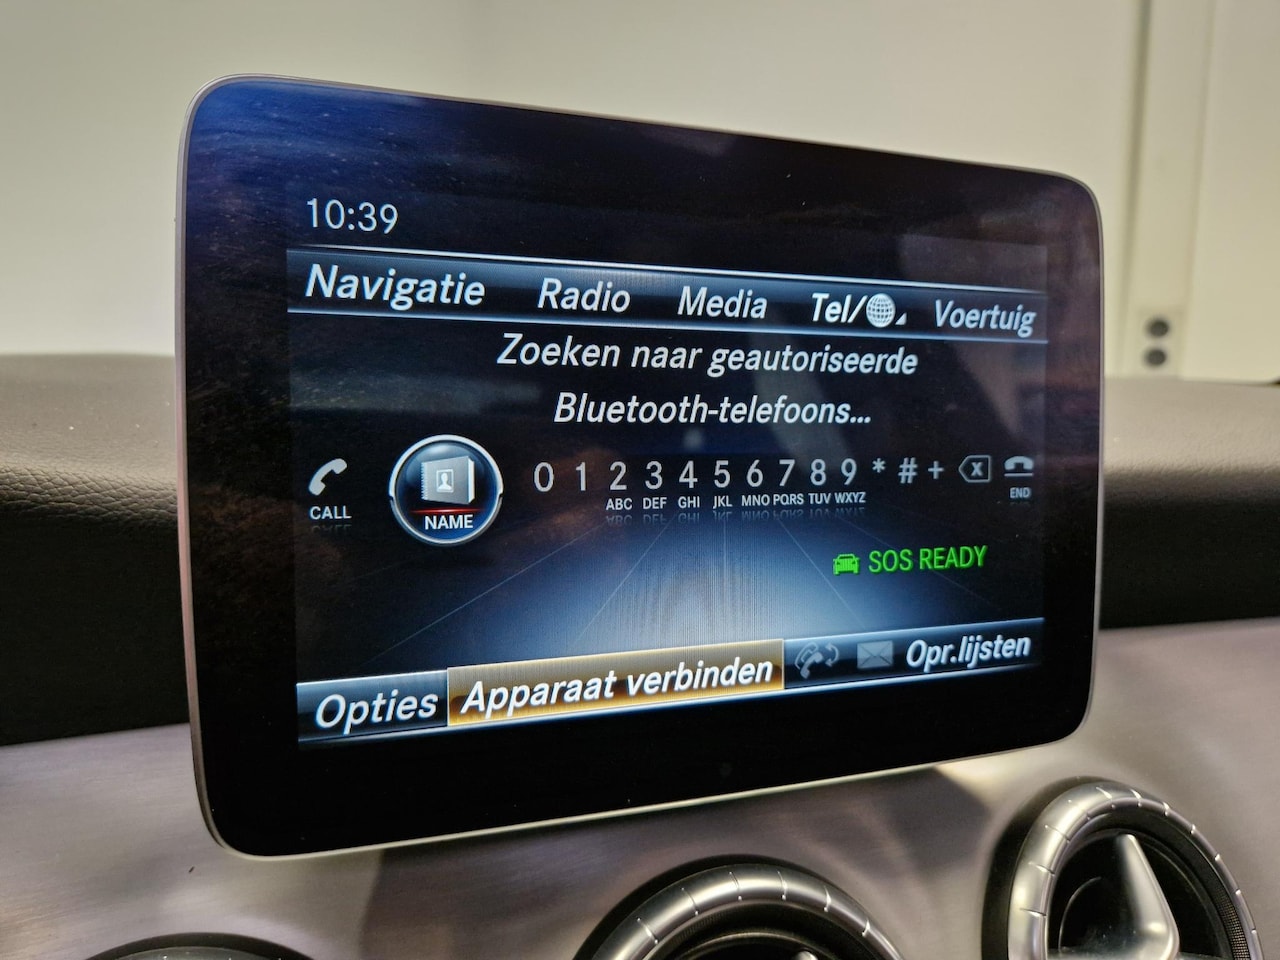 10:39
Navigatie Radio Media Tel/ Voertuig
Zoeken naar geautoriseerde
Bluetooth-telefoons...
0 1 2 3 4 5 6 7 8 9 * # + X
ABC DEF GHI JKL MNO PQRS TUV WXYZ
CALL NAME END
SOS READY
Opties Apparaat verbinden Opr.lijsten